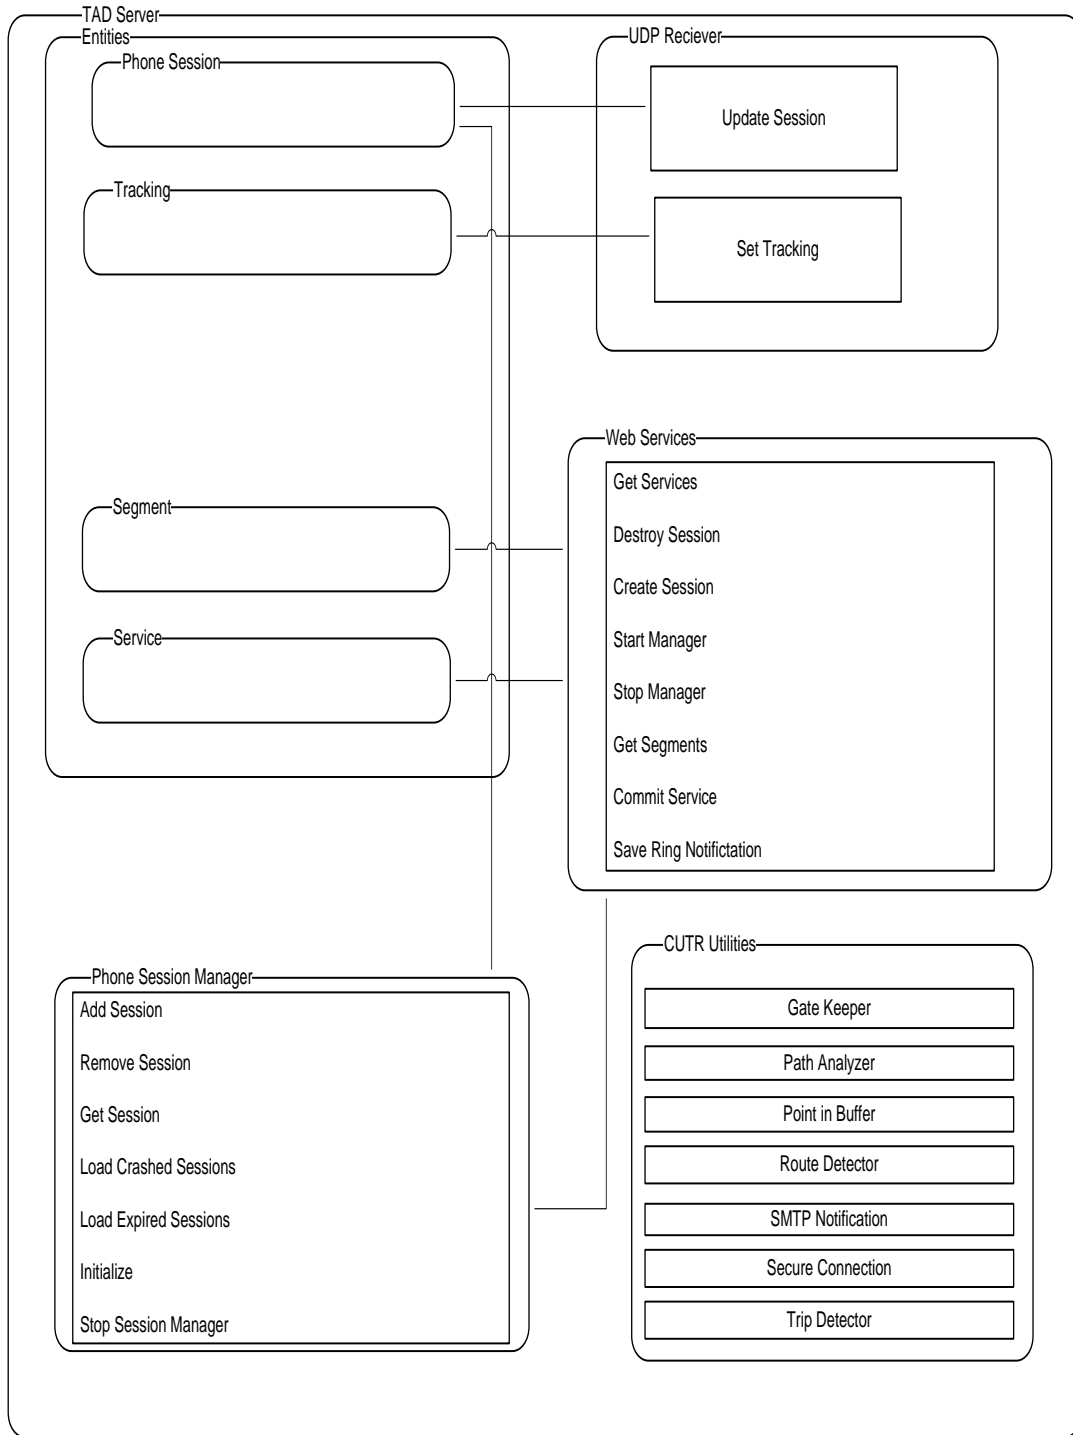 TAD Server
Entities
Phone Session
Tracking
Segment
Service
UDP Reciever
Update Session
Set Tracking
Web Services
Get Services
Destroy Session
Create Session
Start Manager
Stop Manager
Get Segments
Commit Service
Save Ring Notifictation
Phone Session Manager
Add Session
Remove Session
Get Session
Load Crashed Sessions
Load Expired Sessions
Initialize
Stop Session Manager
CUTR Utilities
Gate Keeper
Path Analyzer
Point in Buffer
Route Detector
SMTP Notification
Secure Connection
Trip Detector